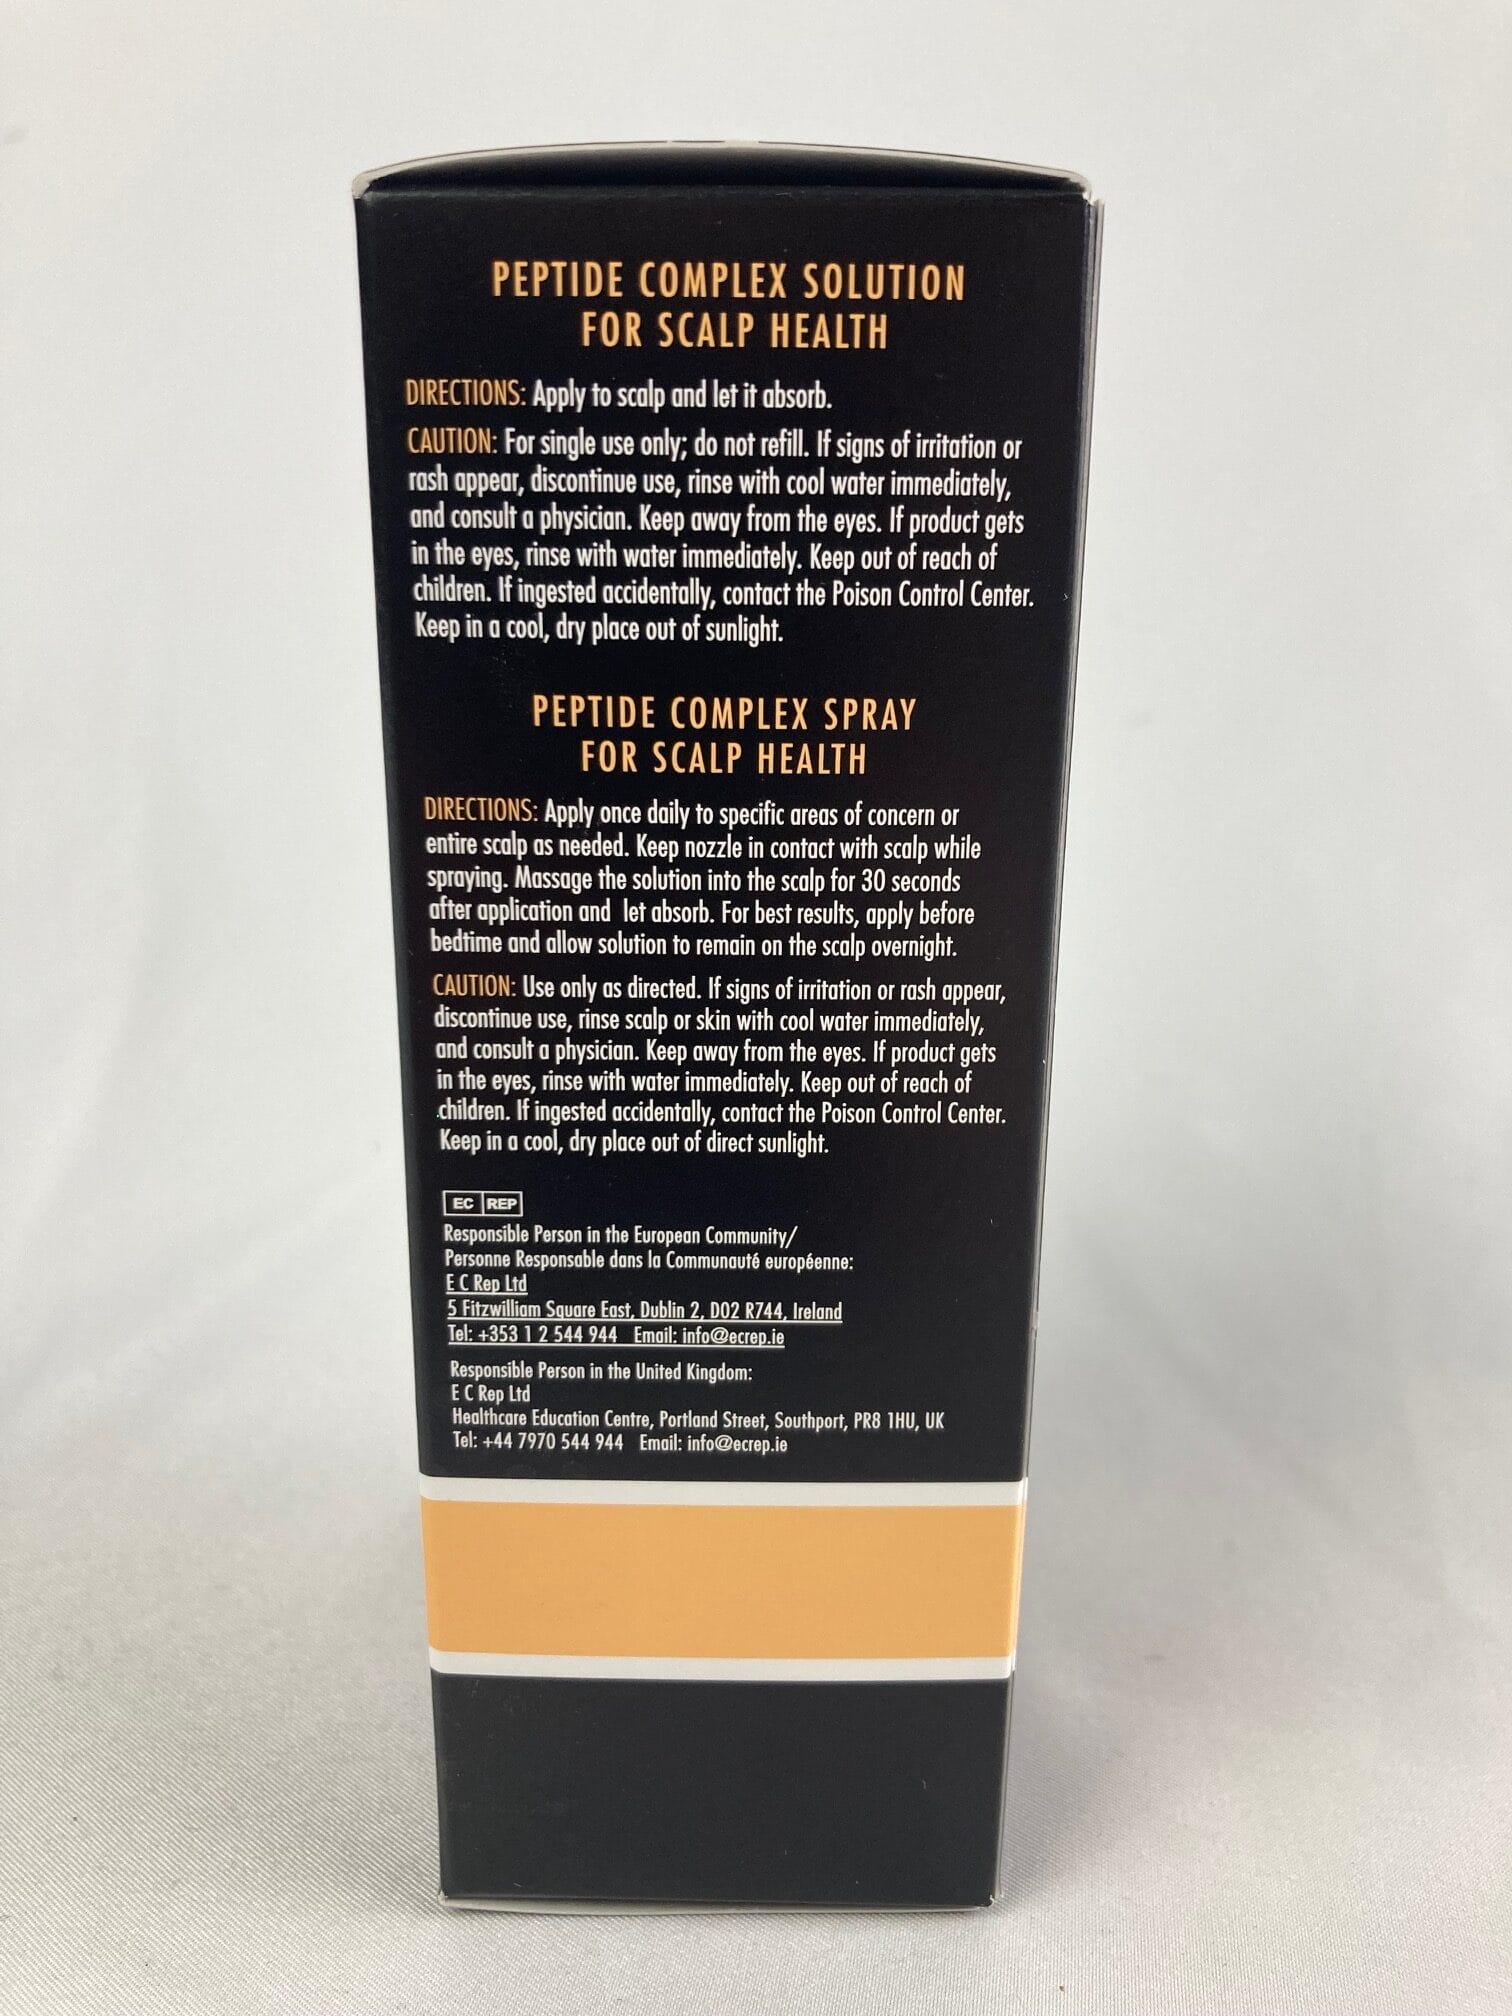 PEPTIDE COMPLEX SOLUTION
FOR SCALP HEALTH
DIRECTIONS: Apply to scalp and let it absorb.
CAUTION: For single use only; do not refill. If signs of irritation or
rash appear, discontinue use, rinse with cool water immediately,
and consult a physician. Keep away from the eyes. If product gets
in the eyes, rinse with water immediately. Keep out of reach of
children. If ingested accidentally, contact the Poison Control Center.
Keep in a cool, dry place out of sunlight.
PEPTIDE COMPLEX SPRAY
FOR SCALP HEALTH
DIRECTIONS: Apply once daily to specific areas of concern or
entire scalp as needed. Keep nozzle in contact with scalp while
spraying. Massage the solution into the scalp for 30 seconds
after application and let absorb. For best results, apply before
bedtime and allow solution to remain on the scalp overnight.
CAUTION: Use only as directed. If signs of irritation or rash appear,
discontinue use, rinse scalp or skin with cool water immediately,
and consult a physician. Keep away from the eyes. If product gets
in the eyes, rinse with water immediately. Keep out of reach of
children. If ingested accidentally, contact the Poison Control Center.
Keep in a cool, dry place out of direct sunlight.
EC REP
Responsible Person in the European Community/
Personne Responsable dans la Communauté européenne:
E C Rep Ltd
5 Fitzwilliam Square East, Dublin 2, D02 R744, Ireland
Tel: +353 1 2 544 944 Email: info@ecrep.ie
Responsible Person in the United Kingdom:
E C Rep Ltd
Healthcare Education Centre, Portland Street, Southport, PR8 1HU, UK
Tel: +44 7970 544 944 Email: info@ecrep.ie